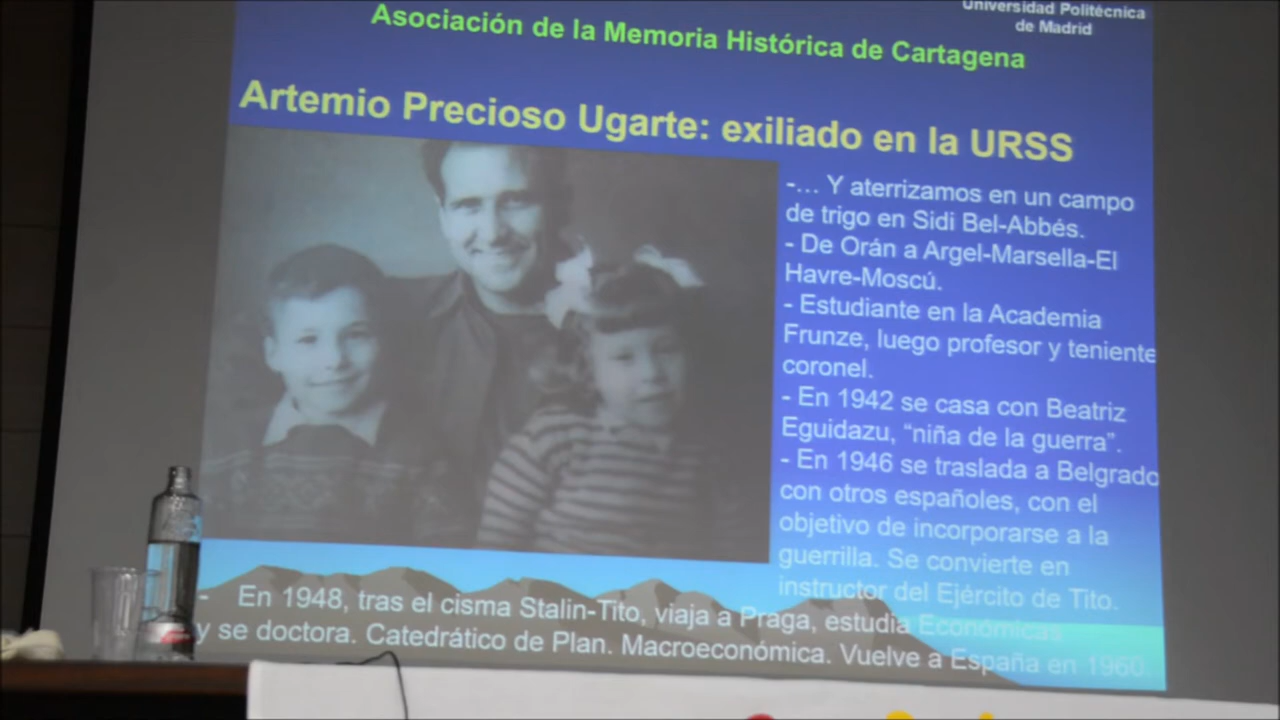 Universidad Politécnica
de Madrid
Asociación de la Memoria Histórica de Cartagena
Artemio Precioso Ugarte: exiliado en la URSS
-... Y aterrizamos en un campo
de trigo en Sidi Bel-Abbés.
- De Orán a Argel-Marsella-El
Havre-Moscú.
- Estudiante en la Academia
Frunze, luego profesor y teniente
coronel.
- En 1942 se casa con Beatriz
Eguidazu, “niña de la guerra”.
- En 1946 se traslada a Belgrado
con otros españoles, con el
objetivo de incorporarse a la
guerrilla. Se convierte en
instructor del Ejército de Tito.
- En 1948, tras el cisma Stalin-Tito, viaja a Praga, estudia Económicas
y se doctora. Catedrático de Plan. Macroeconómica. Vuelve a España en 1960.